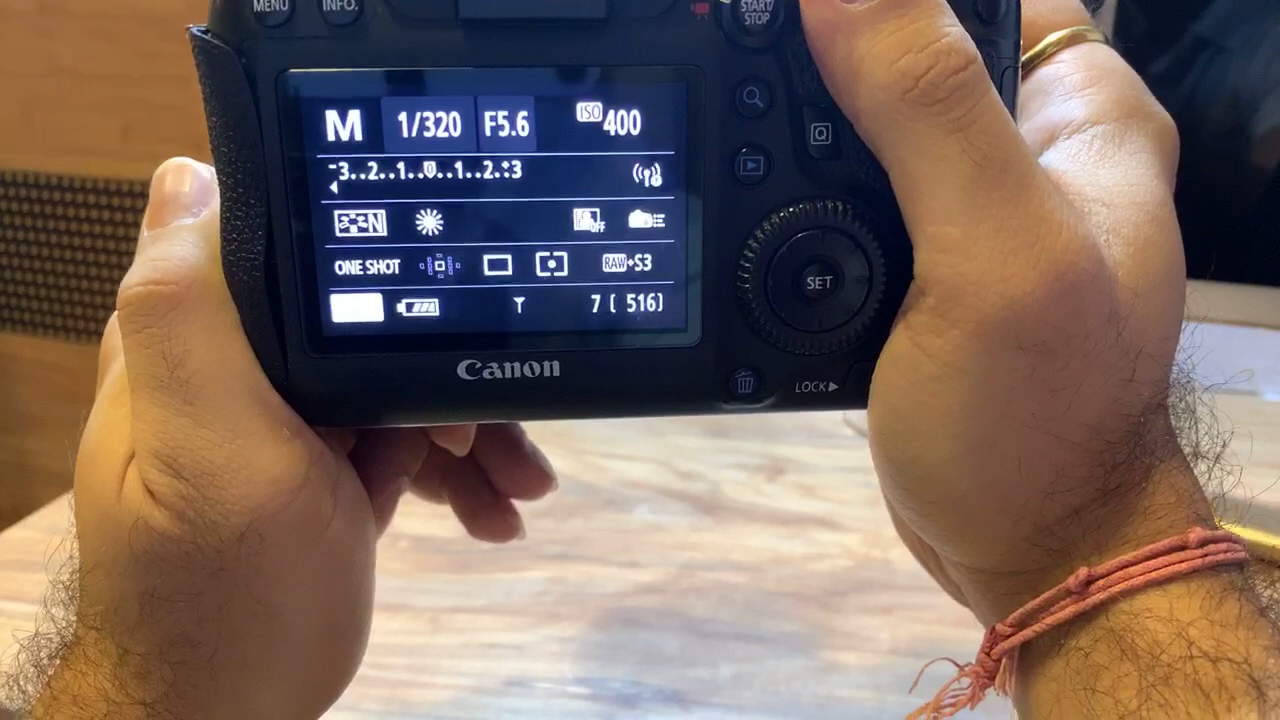 MENU INFO.
START/
STOP
M 1/320 F5.6 ISO 400
-3..2..1..0..1..2.:+3
N OFF
Q
SET
ONE SHOT RAW+S3
7 [ 516]
Canon
LOCK▶